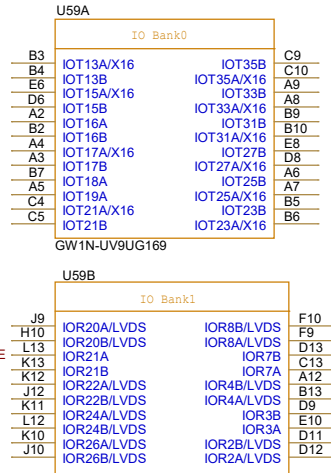 U59A
IO Bank0
B3 IOT13A/X16 IOT35B C9
B4 IOT13B IOT35A/X16 C10
E6 IOT15A/X16 IOT33B A9
D6 IOT15B IOT33A/X16 A8
A2 IOT16A IOT31B B9
B2 IOT16B IOT31A/X16 B10
A4 IOT17A/X16 IOT27B E8
A3 IOT17B IOT27A/X16 D8
B7 IOT18A IOT25B A6
A5 IOT19A IOT25A/X16 A7
C4 IOT21A/X16 IOT23B B5
C5 IOT21B IOT23A/X16 B6
GW1N-UV9UG169
U59B
IO Bank1
J9 IOR20A/LVDS IOR8B/LVDS F10
H10 IOR20B/LVDS IOR8A/LVDS F9
E L13 IOR21A IOR7B D13
K13 IOR21B IOR7A C13
K12 IOR22A/LVDS IOR4B/LVDS A12
J12 IOR22B/LVDS IOR4A/LVDS B13
K11 IOR24A/LVDS IOR3B D9
L12 IOR24B/LVDS IOR3A E10
K10 IOR26A/LVDS IOR2B/LVDS D11
J10 IOR26B/LVDS IOR2A/LVDS D12